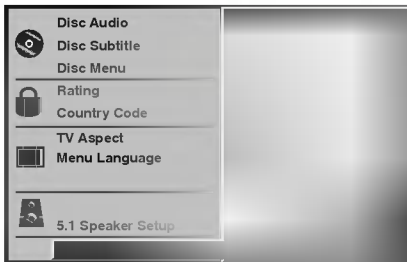 Disc Audio
Disc Subtitle
Disc Menu
Rating
Country Code
TV Aspect
Menu Language
5.1 Speaker Setup